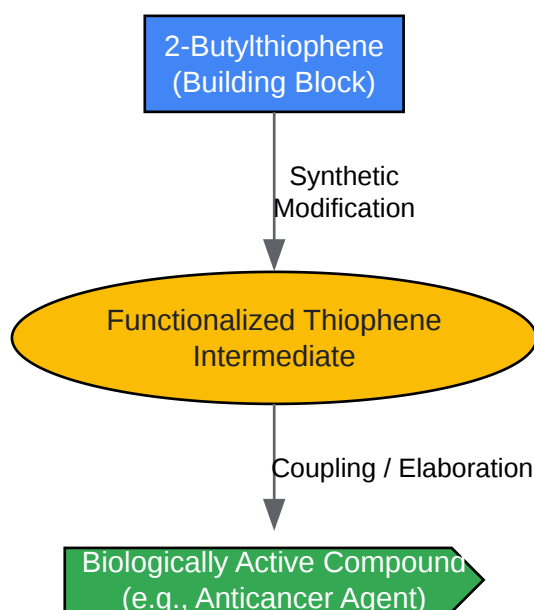 2-Butylthiophene
(Building Block)
Synthetic
Modification
Functionalized Thiophene
Intermediate
Coupling / Elaboration
Biologically Active Compound
(e.g., Anticancer Agent)